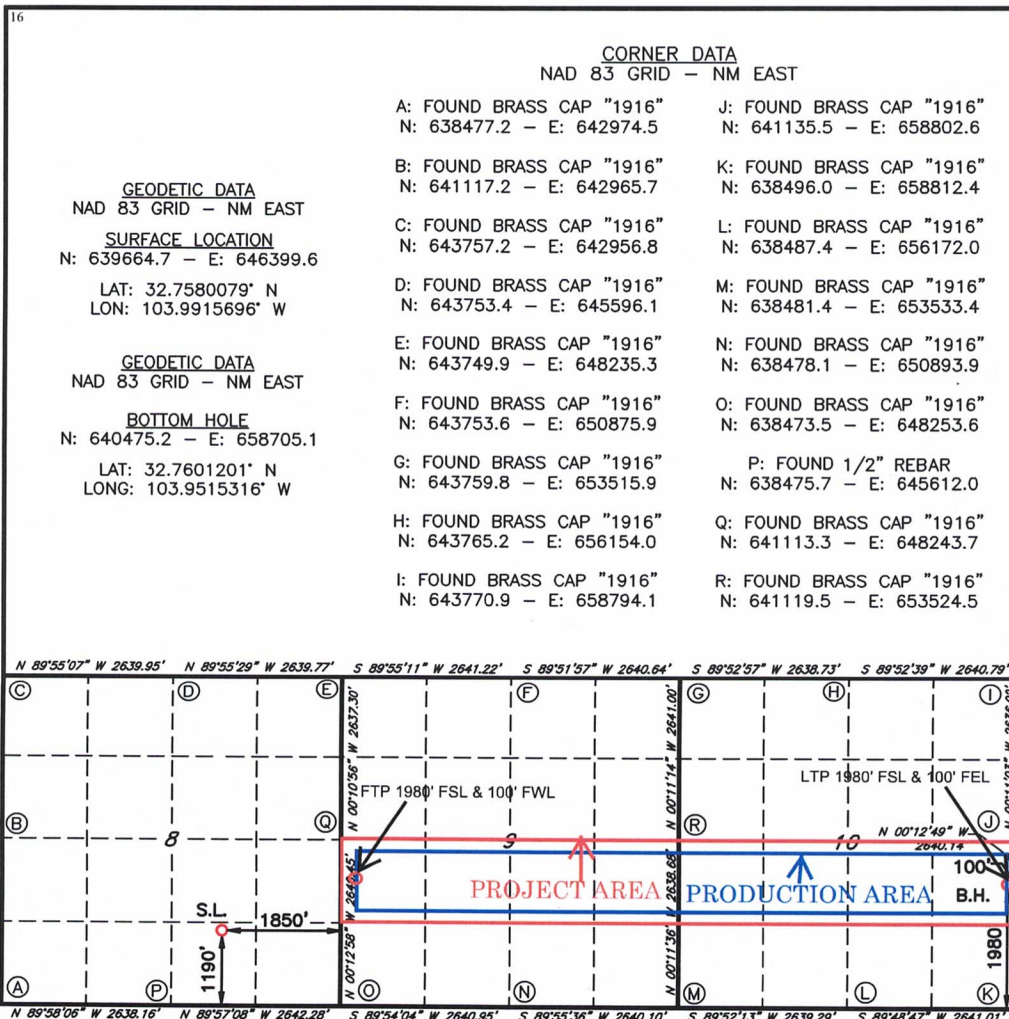 16
CORNER DATA
NAD 83 GRID – NM EAST
GEODETIC DATA
NAD 83 GRID – NM EAST
SURFACE LOCATION
N: 639664.7 – E: 646399.6
LAT: 32.7580079° N
LON: 103.9915696° W
GEODETIC DATA
NAD 83 GRID – NM EAST
BOTTOM HOLE
N: 640475.2 – E: 658705.1
LAT: 32.7601201° N
LONG: 103.9515316° W
A: FOUND BRASS CAP "1916"
N: 638477.2 – E: 642974.5
B: FOUND BRASS CAP "1916"
N: 641117.2 – E: 642965.7
C: FOUND BRASS CAP "1916"
N: 643757.2 – E: 642956.8
D: FOUND BRASS CAP "1916"
N: 643753.4 – E: 645596.1
E: FOUND BRASS CAP "1916"
N: 643749.9 – E: 648235.3
F: FOUND BRASS CAP "1916"
N: 643753.6 – E: 650875.9
G: FOUND BRASS CAP "1916"
N: 643759.8 – E: 653515.9
H: FOUND BRASS CAP "1916"
N: 643765.2 – E: 656154.0
I: FOUND BRASS CAP "1916"
N: 643770.9 – E: 658794.1
J: FOUND BRASS CAP "1916"
N: 641135.5 – E: 658802.6
K: FOUND BRASS CAP "1916"
N: 638496.0 – E: 658812.4
L: FOUND BRASS CAP "1916"
N: 638487.4 – E: 656172.0
M: FOUND BRASS CAP "1916"
N: 638481.4 – E: 653533.4
N: FOUND BRASS CAP "1916"
N: 638478.1 – E: 650893.9
O: FOUND BRASS CAP "1916"
N: 638473.5 – E: 648253.6
P: FOUND 1/2" REBAR
N: 638475.7 – E: 645612.0
Q: FOUND BRASS CAP "1916"
N: 641113.3 – E: 648243.7
R: FOUND BRASS CAP "1916"
N: 641119.5 – E: 653524.5
N 89°55'07" W 2639.95' N 89°55'29" W 2639.77' S 89°55'11" W 2641.22' S 89°51'57" W 2640.64' S 89°52'57" W 2638.73' S 89°52'39" W 2640.79'
C D E F G H I
N 00°10'56" W 2637.30'
N 00°11'14" W 2641.00'
FTP 1980' FSL & 100' FWL
LTP 1980' FSL & 100' FEL
B 8 Q 9 R 10 J
N 00°12'49" W
2640.14'
100'
B.H.
PROJECT AREA
PRODUCTION AREA
S.L.
1850'
1190'
1980'
N 00°12'58" W 2640.45'
N 00°11'36" W 2638.68'
A P O N M L K
N 89°58'06" W 2638.16' N 89°57'08" W 2642.28' S 89°54'04" W 2640.95' S 89°55'36" W 2640.10' S 89°52'13" W 2639.29' S 89°48'47" W 2641.01'